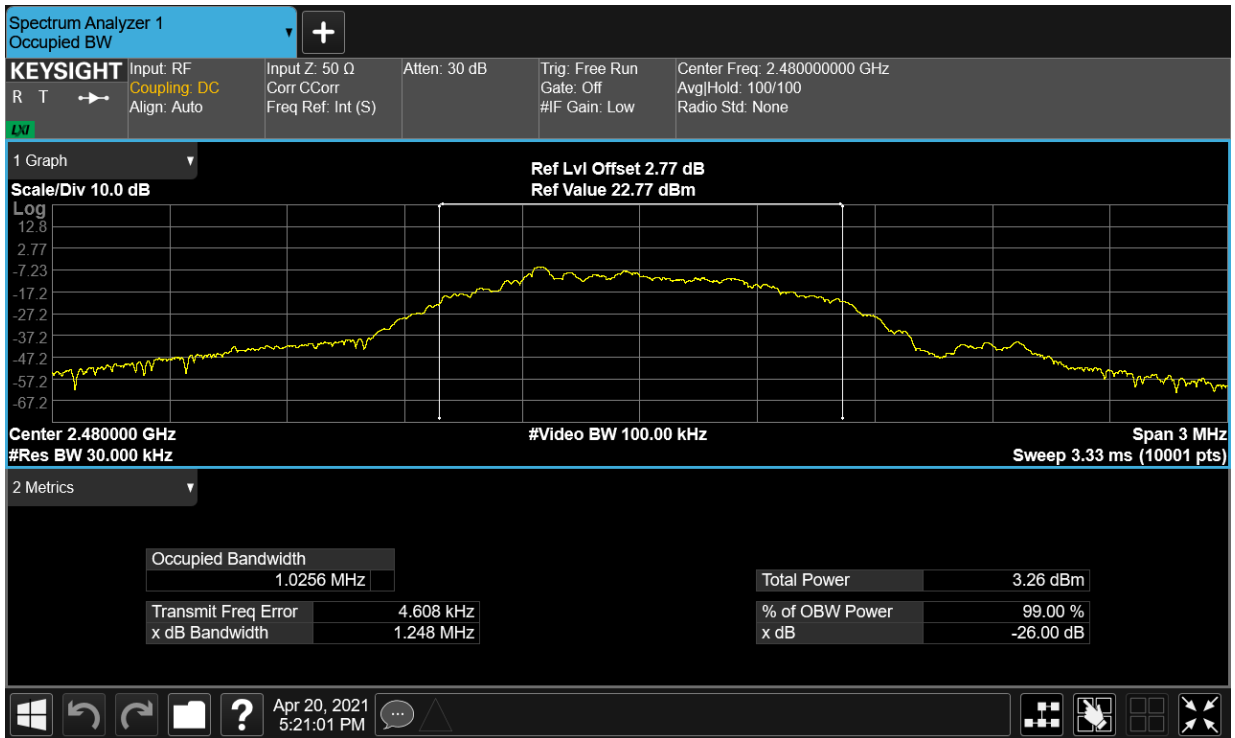 Spectrum Analyzer 1
Occupied BW
▼
+
KEYSIGHT
R T
LXI
Input: RF
Coupling: DC
Align: Auto
Input Z: 50 Ω
Corr CCorr
Freq Ref: Int (S)
Atten: 30 dB
Trig: Free Run
Gate: Off
#IF Gain: Low
Center Freq: 2.480000000 GHz
Avg|Hold: 100/100
Radio Std: None
1 Graph ▼
Scale/Div 10.0 dB
Ref Lvl Offset 2.77 dB
Ref Value 22.77 dBm
Log
12.8
2.77
-7.23
-17.2
-27.2
-37.2
-47.2
-57.2
-67.2
Center 2.480000 GHz
#Res BW 30.000 kHz
#Video BW 100.00 kHz
Span 3 MHz
Sweep 3.33 ms (10001 pts)
2 Metrics ▼
Occupied Bandwidth
1.0256 MHz
Transmit Freq Error 4.608 kHz
x dB Bandwidth 1.248 MHz
Total Power 3.26 dBm
% of OBW Power 99.00 %
x dB -26.00 dB
?
Apr 20, 2021
5:21:01 PM